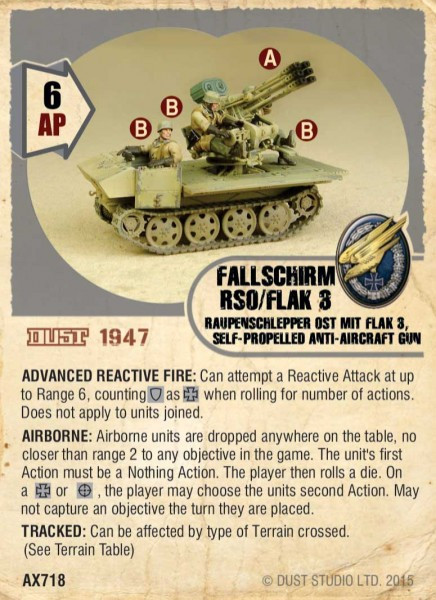 6
AP
A
B
B
B
FALLSCHIRM
RSO/FLAK 3
RAUPENSCHLEPPER OST MIT FLAK 3,
SELF-PROPELLED ANTI-AIRCRAFT GUN
DUST 1947
ADVANCED REACTIVE FIRE: Can attempt a Reactive Attack at up
to Range 6, counting as when rolling for number of actions.
Does not apply to units joined.
AIRBORNE: Airborne units are dropped anywhere on the table, no
closer than range 2 to any objective in the game. The unit's first
Action must be a Nothing Action. The player then rolls a die. On
a or , the player may choose the units second Action. May
not capture an objective the turn they are placed.
TRACKED: Can be affected by type of Terrain crossed.
(See Terrain Table)
AX718
© DUST STUDIO LTD. 2015